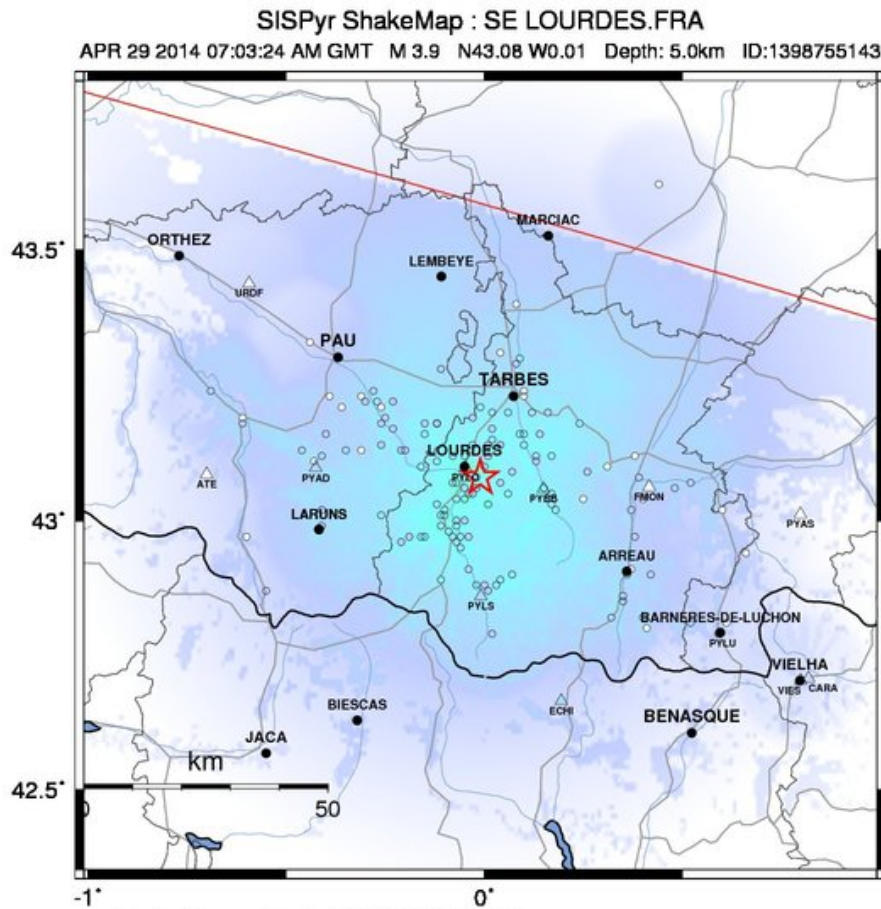 SISPyr ShakeMap : SE LOURDES.FRA
APR 29 2014 07:03:24 AM GMT M 3.9 N43.08 W0.01 Depth: 5.0km ID:1398755143
MARCIAC
ORTHEZ
43.5°
LEMBEYE
URDF
PAU
TARBES
LOURDES
ATE
PYAD
PYBB
FMON
43°
LARUNS
PYAS
ARREAU
PYLS
BARNERES-DE-LUCHON
PYLU
VIELHA
VIES
CARA
BIESCAS
ECHI
BENASQUE
JACA
km
42.5°
0
50
-1°
0°